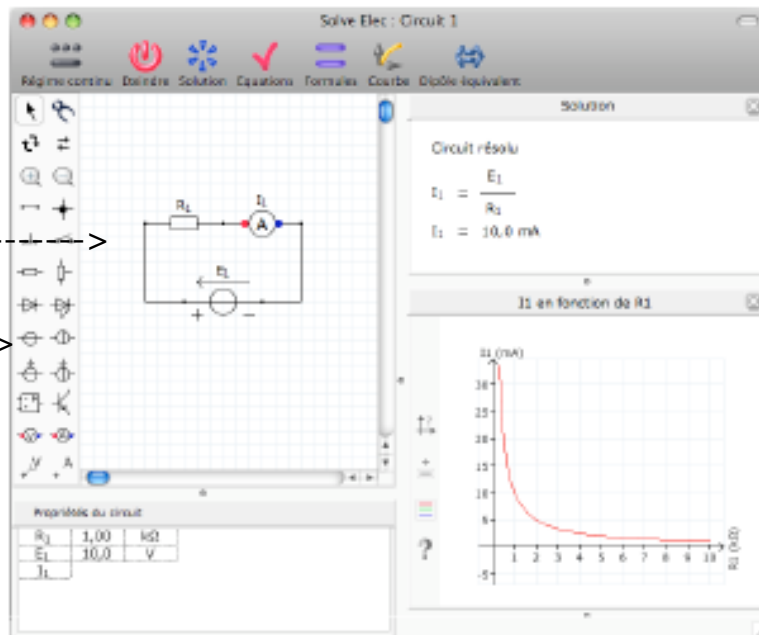 Solve Elec : Circuit 1
Régime continu Eteindre Solution Equations Formules Courbe Dipôle équivalent
Solution
Circuit résolu
I1 = E1 / R1
I1 = 10,0 mA
R1 I1
A
E1
+ −
I1 en fonction de R1
I1 (mA)
30
25
20
15
10
5
-5
1 2 3 4 5 6 7 8 9 10
R1 (kΩ)
?
V A
Propriétés du circuit
R1 1,00 kΩ
E1 10,0 V
I1